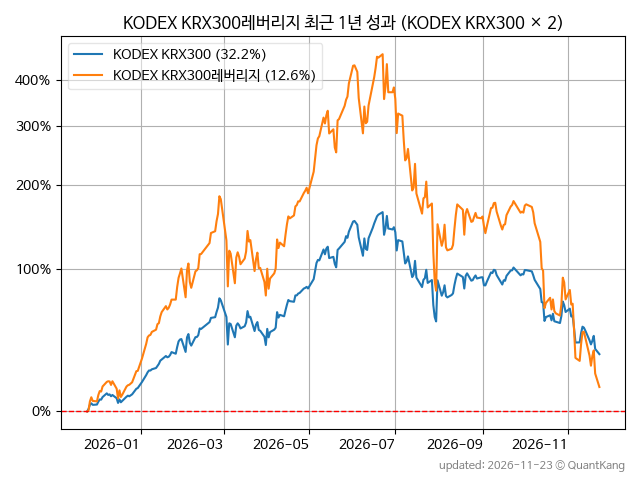 KODEX KRX300레버리지 최근 1년 성과 (KODEX KRX300 × 2)
KODEX KRX300 (32.2%)
KODEX KRX300레버리지 (12.6%)
400%
300%
200%
100%
0%
2026-01 2026-03 2026-05 2026-07 2026-09 2026-11
updated: 2026-11-23 © QuantKang